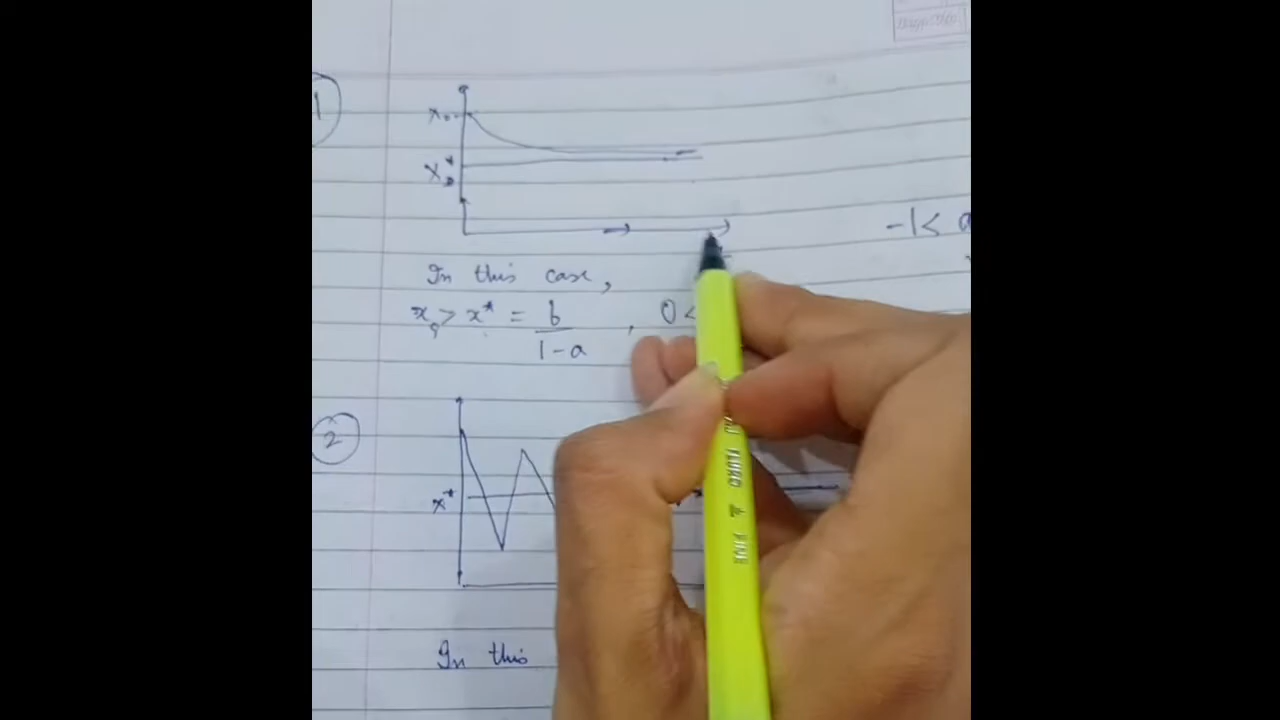 1
x₀
x*
-1 <
In this case,
x₀ > x* = b / 1-a , 0 <
2
x*
In this